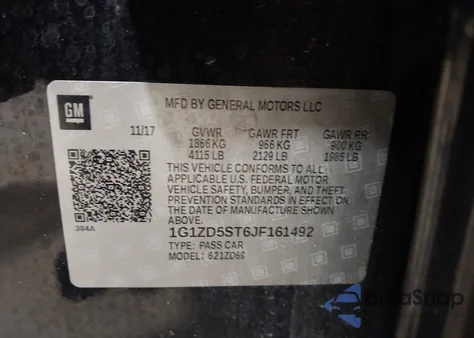 GM
MFD BY GENERAL MOTORS LLC
11/17 GVWR GAWR FRT GAWR RR
1866 KG 966 KG 900 KG
4115 LB 2129 LB 1985 LB
THIS VEHICLE CONFORMS TO ALL
APPLICABLE U.S. FEDERAL MOTOR
VEHICLE SAFETY, BUMPER, AND THEFT
PREVENTION STANDARDS IN EFFECT ON
THE DATE OF MANUFACTURE SHOWN
ABOVE.
384A
1G1ZD5ST6JF161492
TYPE: PASS CAR
MODEL: 621ZD69